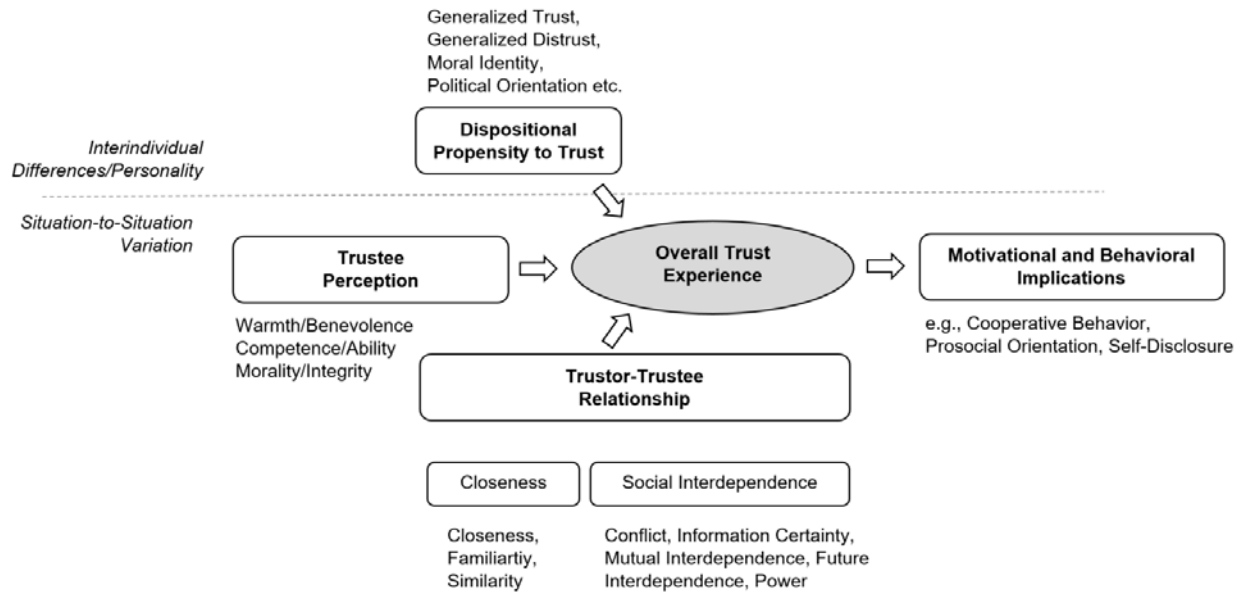 Generalized Trust,
Generalized Distrust,
Moral Identity,
Political Orientation etc.
Dispositional
Propensity to Trust
Interindividual
Differences/Personality
Situation-to-Situation
Variation
Trustee
Perception
Overall Trust
Experience
Motivational and Behavioral
Implications
Warmth/Benevolence
Competence/Ability
Morality/Integrity
e.g., Cooperative Behavior,
Prosocial Orientation, Self-Disclosure
Trustor-Trustee
Relationship
Closeness
Social Interdependence
Closeness,
Familiartiy,
Similarity
Conflict, Information Certainty,
Mutual Interdependence, Future
Interdependence, Power